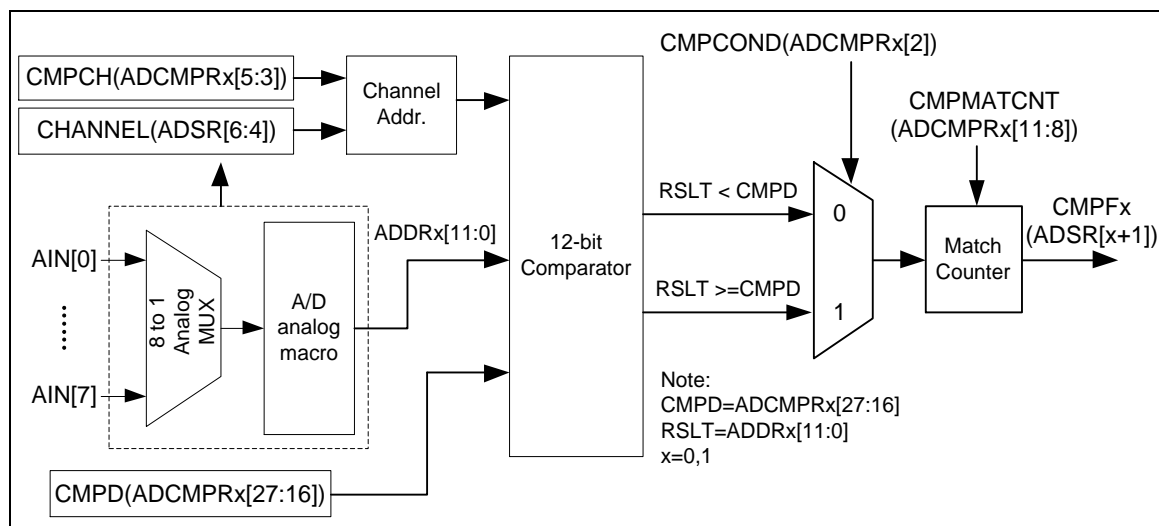 CMPCH(ADCMPRx[5:3])
CHANNEL(ADSR[6:4])
Channel
Addr.
CMPCOND(ADCMPRx[2])
CMPMATCNT
(ADCMPRx[11:8])
AIN[0]
......
AIN[7]
8 to 1
Analog
MUX
A/D
analog
macro
ADDRx[11:0]
12-bit
Comparator
RSLT < CMPD
RSLT >=CMPD
0
1
Match
Counter
CMPFx
(ADSR[x+1])
CMPD(ADCMPRx[27:16])
Note:
CMPD=ADCMPRx[27:16]
RSLT=ADDRx[11:0]
x=0,1